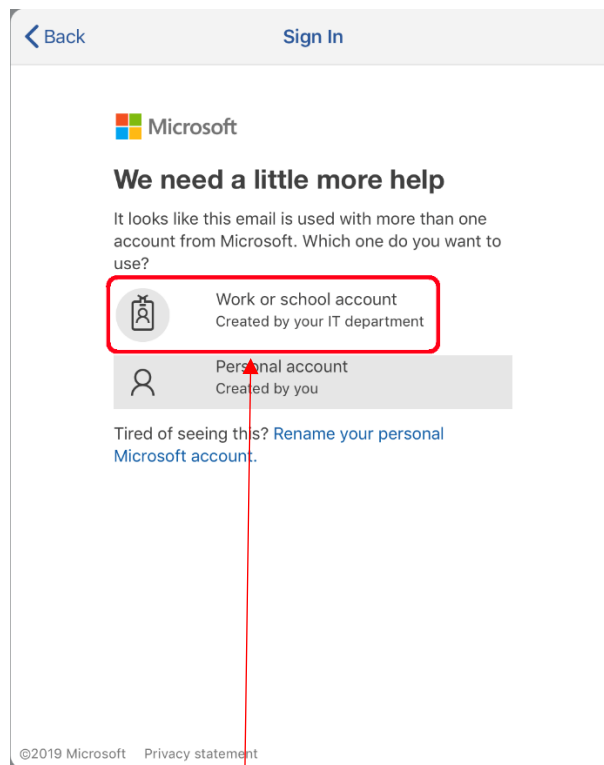 Back
Sign In
Microsoft
We need a little more help
It looks like this email is used with more than one
account from Microsoft. Which one do you want to
use?
Work or school account
Created by your IT department
Personal account
Created by you
Tired of seeing this? Rename your personal
Microsoft account.
©2019 Microsoft Privacy statement